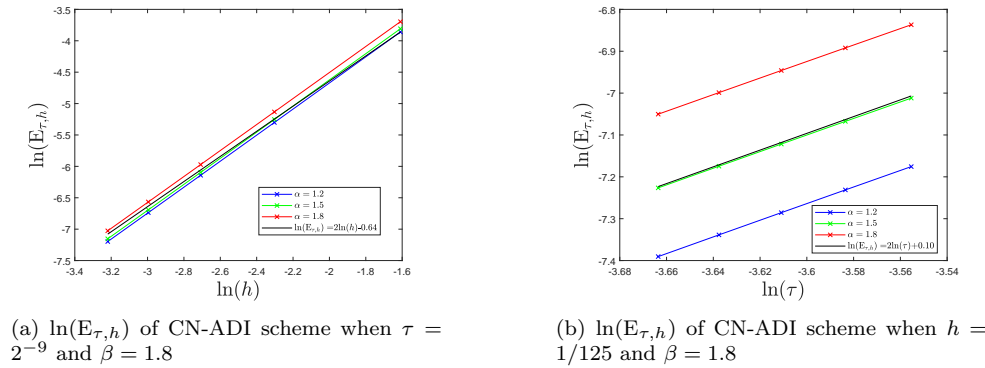 -3.5
-4
-4.5
-5
-5.5
-6
-6.5
-7
-7.5
ln(E_{τ,h})
α = 1.2
α = 1.5
α = 1.8
ln(E_{τ,h}) =2ln(h)-0.64
-3.4 -3.2 -3 -2.8 -2.6 -2.4 -2.2 -2 -1.8 -1.6
ln(h)
(a) ln(E_{τ,h}) of CN-ADI scheme when τ =
2^{-9} and β = 1.8
-6.8
-6.9
-7
-7.1
-7.2
-7.3
-7.4
ln(E_{τ,h})
α = 1.2
α = 1.5
α = 1.8
ln(E_{τ,h}) =2ln(τ)+0.10
-3.68 -3.66 -3.64 -3.62 -3.6 -3.58 -3.56 -3.54
ln(τ)
(b) ln(E_{τ,h}) of CN-ADI scheme when h =
1/125 and β = 1.8